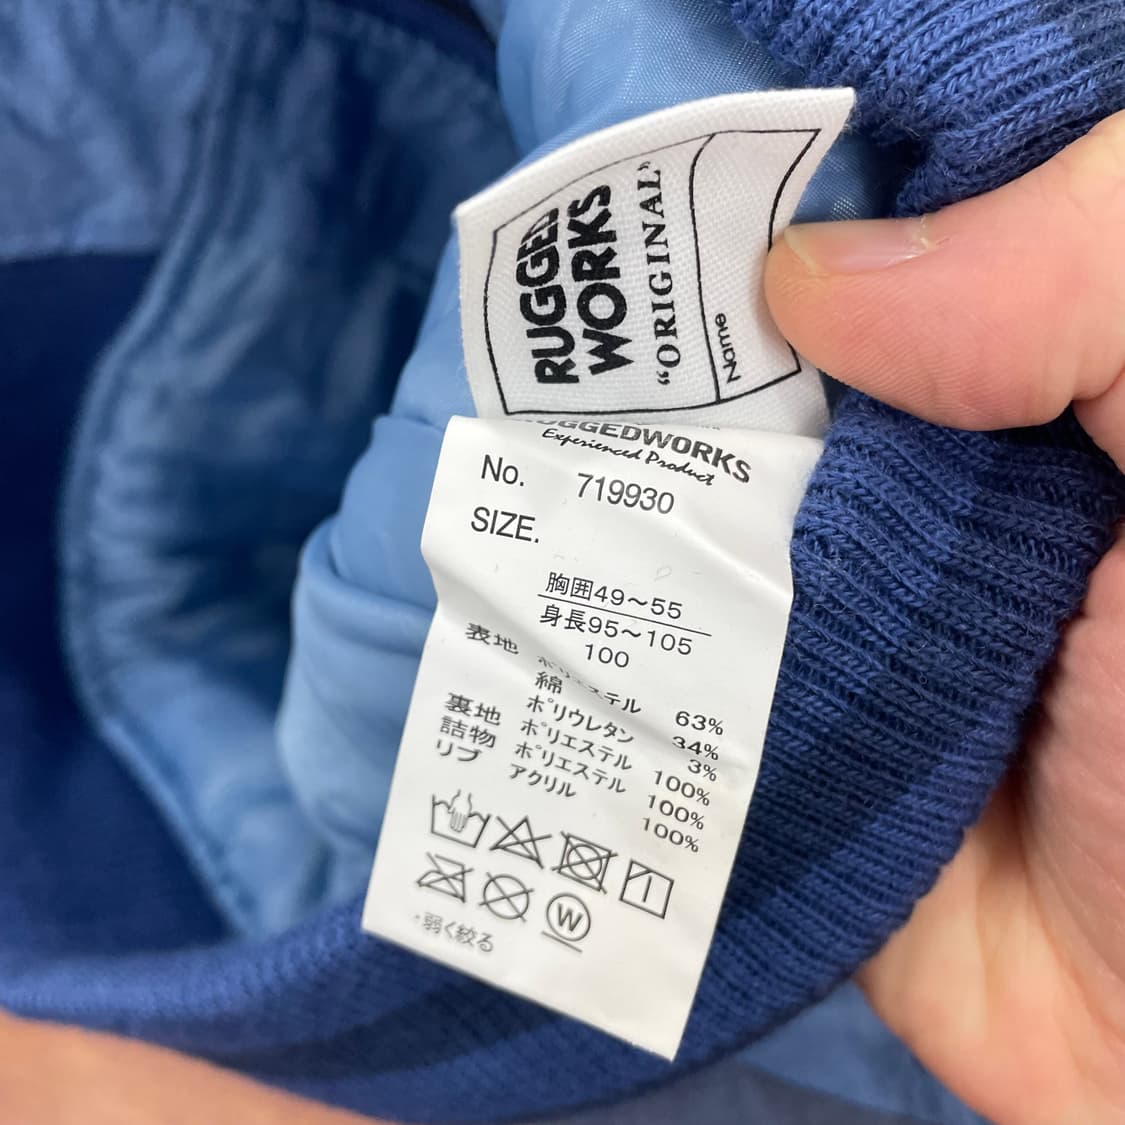 RUGGED
WORKS
"ORIGINAL"
Name
RUGGEDWORKS
Experienced Product
No. 719930
SIZE.
胸囲49～55
身長95～105
100
表地 ポリエステル 63%
綿 34%
ポリウレタン 3%
裏地 ポリエステル 100%
詰物 ポリエステル 100%
リブ アクリル 100%
W
・弱く絞る